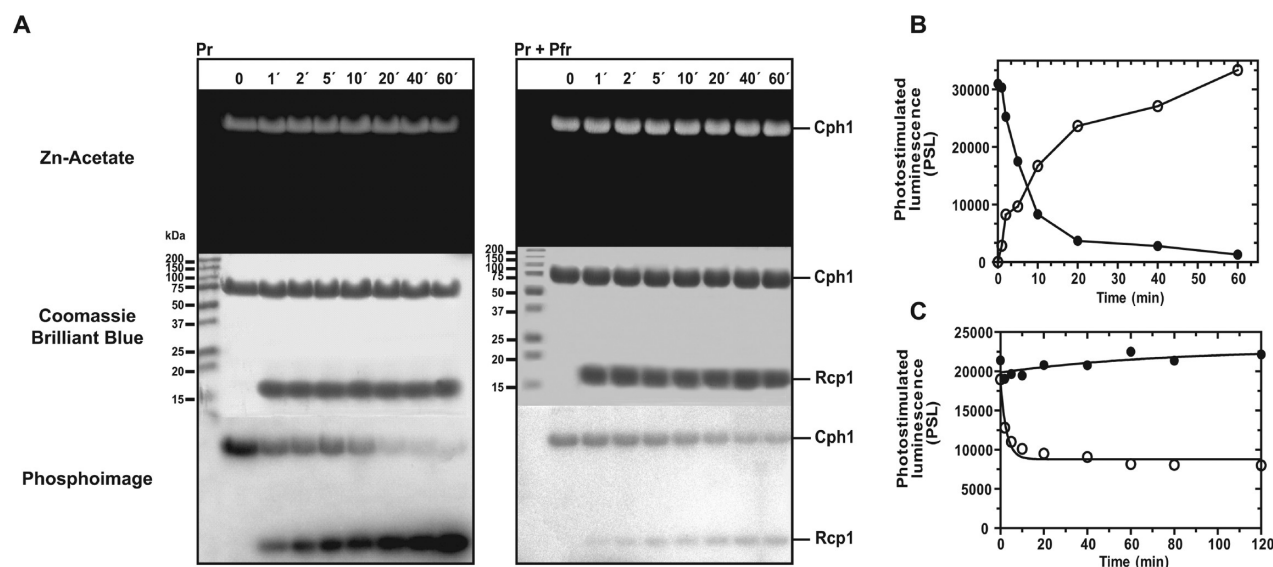 A
Pr
0 1´ 2´ 5´ 10´ 20´ 40´ 60´
Pr + Pfr
0 1´ 2´ 5´ 10´ 20´ 40´ 60´
Zn-Acetate
Cph1
kDa
200
150
100
75
50
37
25
20
15
200
150
100
75
50
37
25
20
15
Coomassie
Brilliant Blue
Cph1
Rcp1
Phosphoimage
Cph1
Rcp1
B
Photostimulated
luminescence
(PSL)
30000
20000
10000
0
0 10 20 30 40 50 60
Time (min)
C
Photostimulated
luminescence
(PSL)
25000
20000
15000
10000
5000
0
0 20 40 60 80 100 120
Time (min)